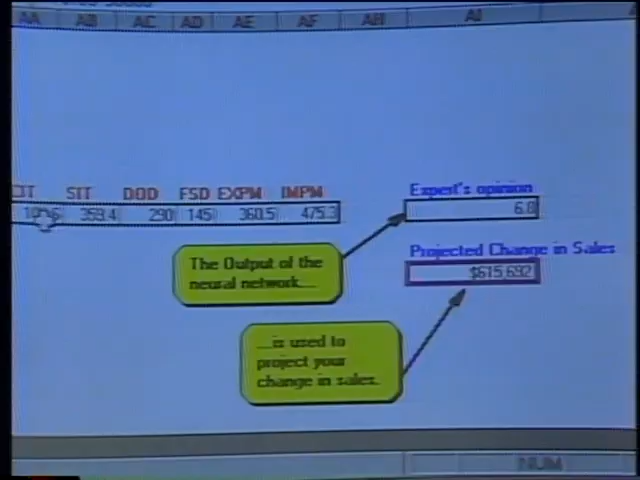 AA AB AC AD AE AF AH AI
SIT DOD FSD EXPM IMPM
359.4 290 145 360.5 475.3
Expert's opinion
6.8
The Output of the
neural network....
Projected Change in Sales
$615,692
....is used to
project your
change in sales.
NUM